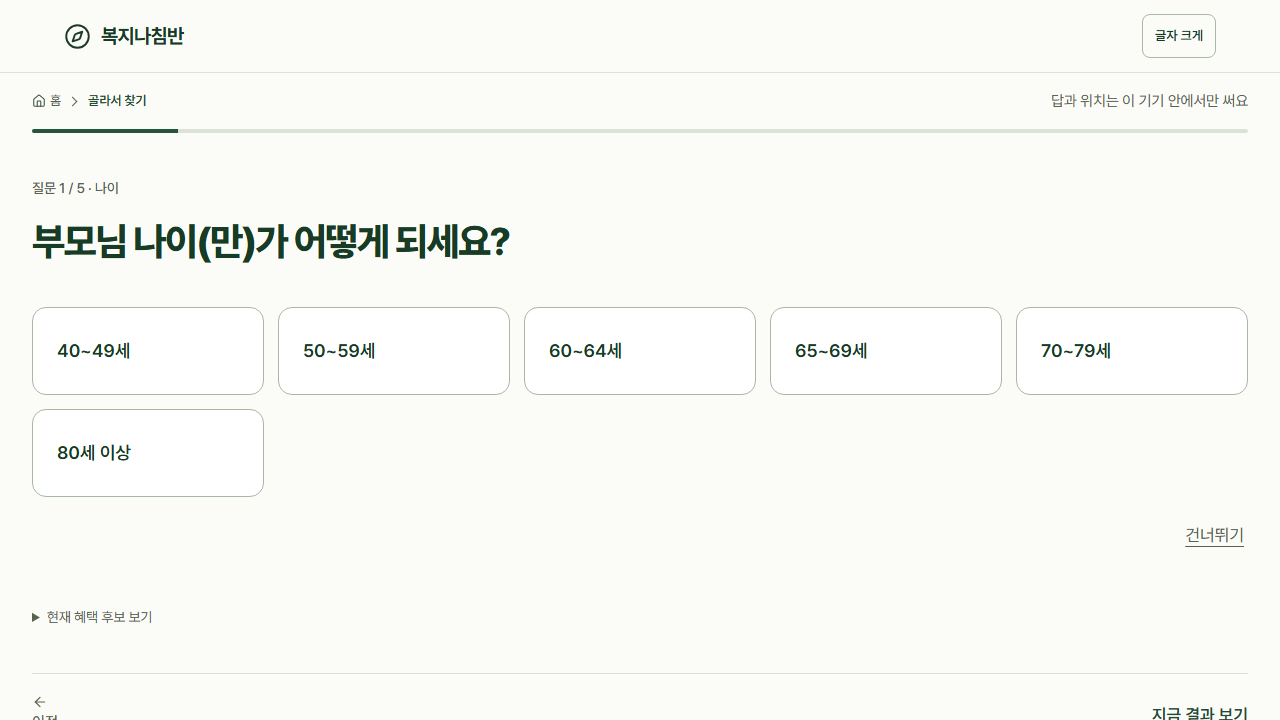 복지나침반
글자 크게
홈 골라서 찾기
답과 위치는 이 기기 안에서만 써요
질문 1 / 5 · 나이
부모님 나이(만)가 어떻게 되세요?
40~49세
50~59세
60~64세
65~69세
70~79세
80세 이상
건너뛰기
현재 혜택 후보 보기
이전
지금 결과 보기